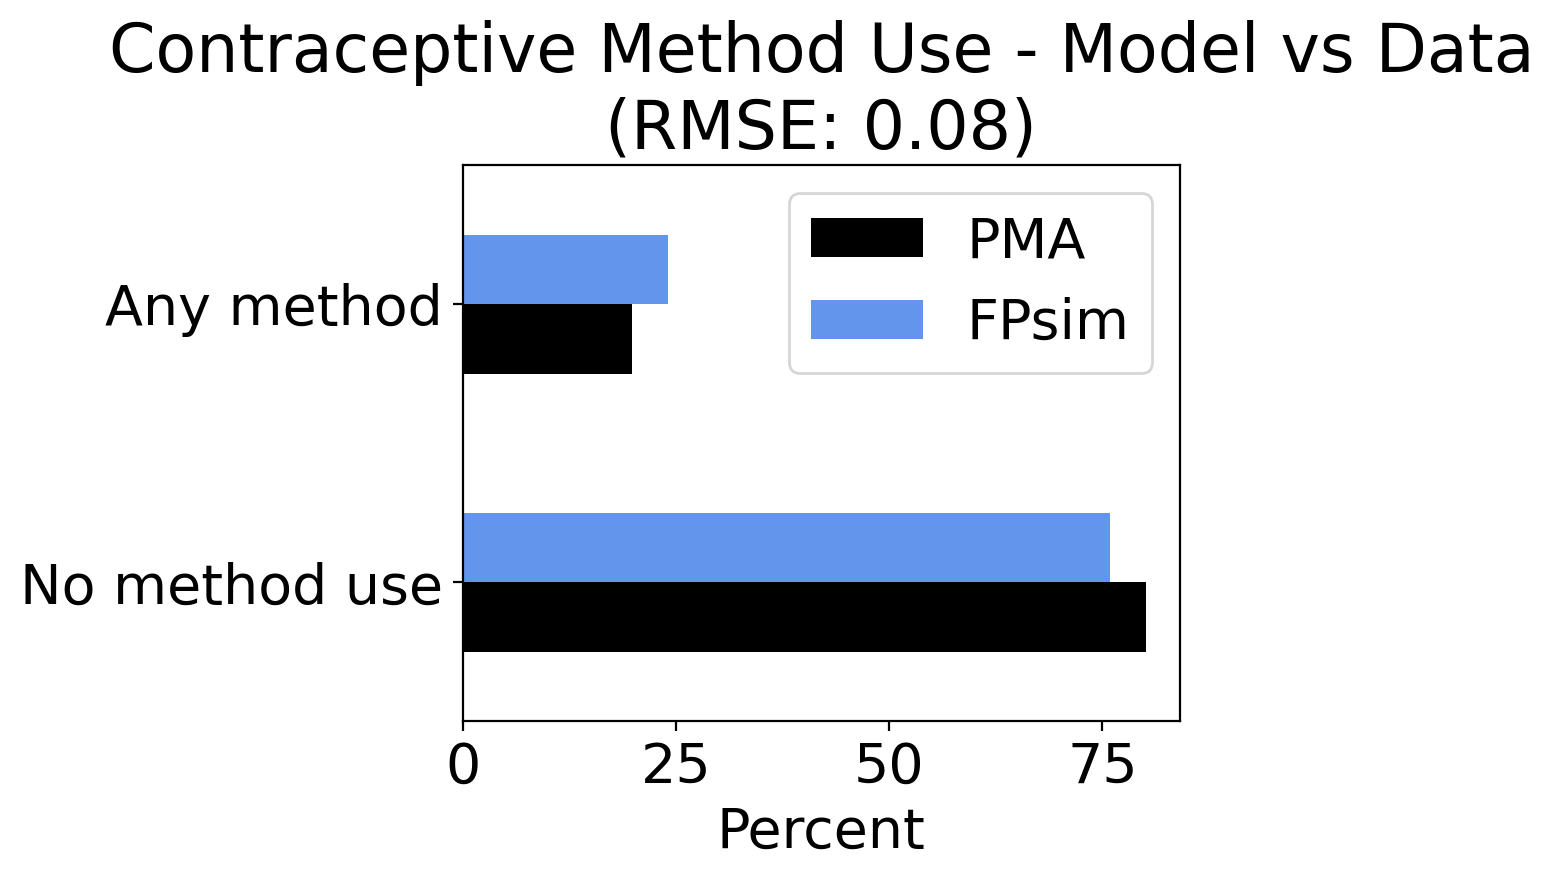 Contraceptive Method Use - Model vs Data
(RMSE: 0.08)
PMA
FPsim
Any method
No method use
0 25 50 75
Percent